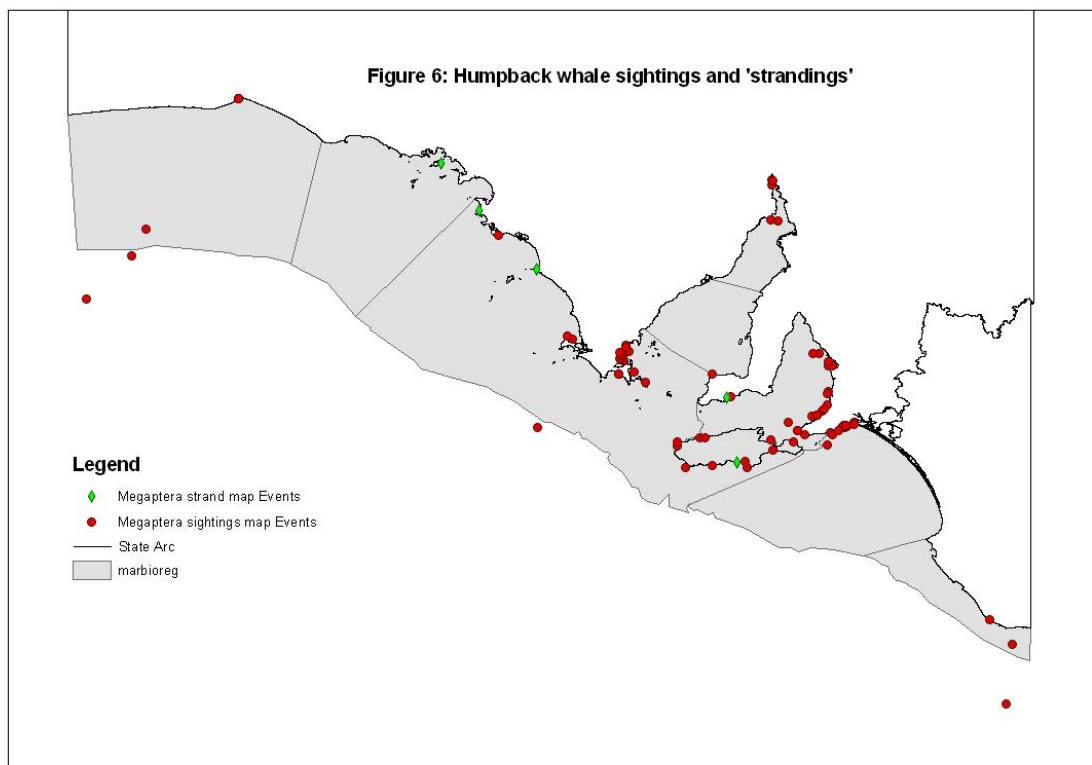 Figure 6: Humpback whale sightings and 'strandings'
Legend
Megaptera strand map Events
Megaptera sightings map Events
State Arc
marbioreg